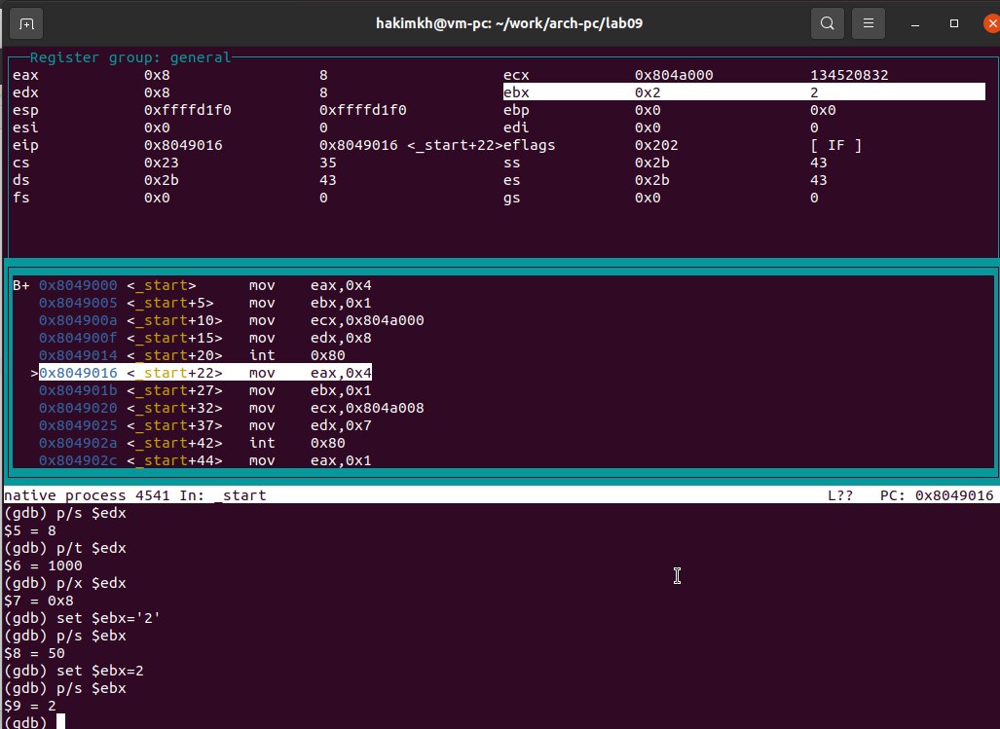 hakimkh@vm-pc: ~/work/arch-pc/lab09
Register group: general
eax 0x8 8 ecx 0x804a000 134520832
edx 0x8 8 ebx 0x2 2
esp 0xffffd1f0 0xffffd1f0 ebp 0x0 0x0
esi 0x0 0 edi 0x0 0
eip 0x8049016 0x8049016 <_start+22>eflags 0x202 [ IF ]
cs 0x23 35 ss 0x2b 43
ds 0x2b 43 es 0x2b 43
fs 0x0 0 gs 0x0 0
B+ 0x8049000 <_start> mov eax,0x4
0x8049005 <_start+5> mov ebx,0x1
0x804900a <_start+10> mov ecx,0x804a000
0x804900f <_start+15> mov edx,0x8
0x8049014 <_start+20> int 0x80
>0x8049016 <_start+22> mov eax,0x4
0x804901b <_start+27> mov ebx,0x1
0x8049020 <_start+32> mov ecx,0x804a008
0x8049025 <_start+37> mov edx,0x7
0x804902a <_start+42> int 0x80
0x804902c <_start+44> mov eax,0x1
native process 4541 In: _start L?? PC: 0x8049016
(gdb) p/s $edx
$5 = 8
(gdb) p/t $edx
$6 = 1000
(gdb) p/x $edx
$7 = 0x8
(gdb) set $ebx='2'
(gdb) p/s $ebx
$8 = 50
(gdb) set $ebx=2
(gdb) p/s $ebx
$9 = 2
(gdb)